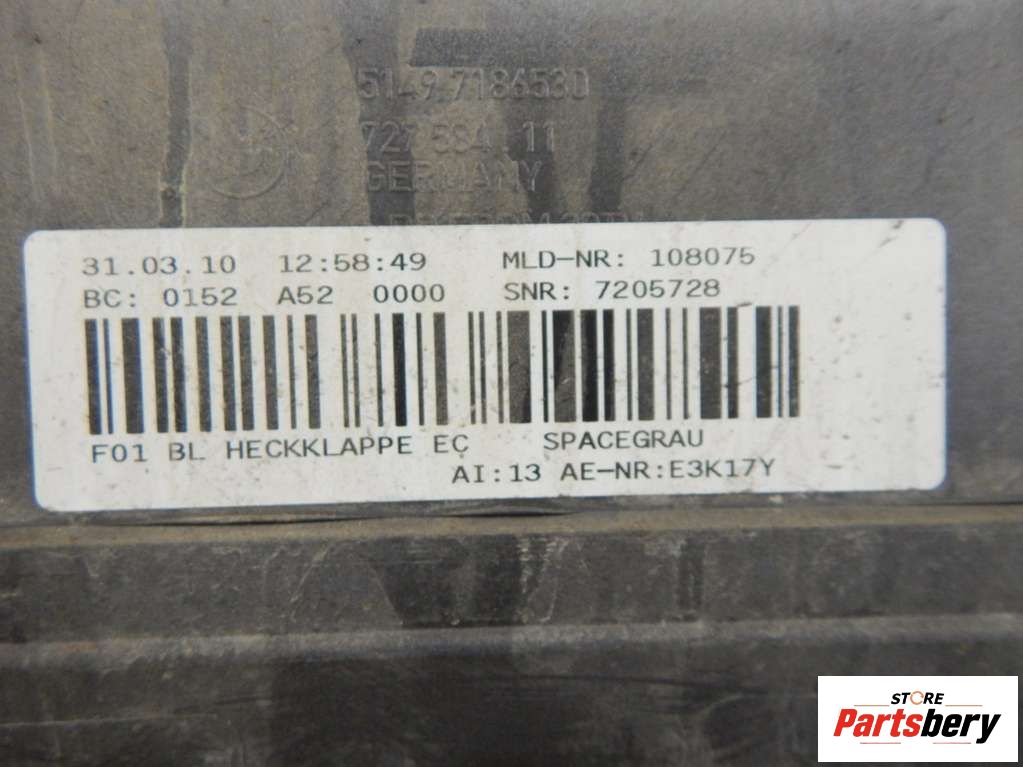 5149 7186530
GERMANY
31.03.10 12:58:49 MLD-NR: 108075
BC: 0152 A52 0000 SNR: 7205728
F01 BL HECKKLAPPE EC SPACEGRAU
AI:13 AE-NR:E3K17Y
STORE
Partsbery